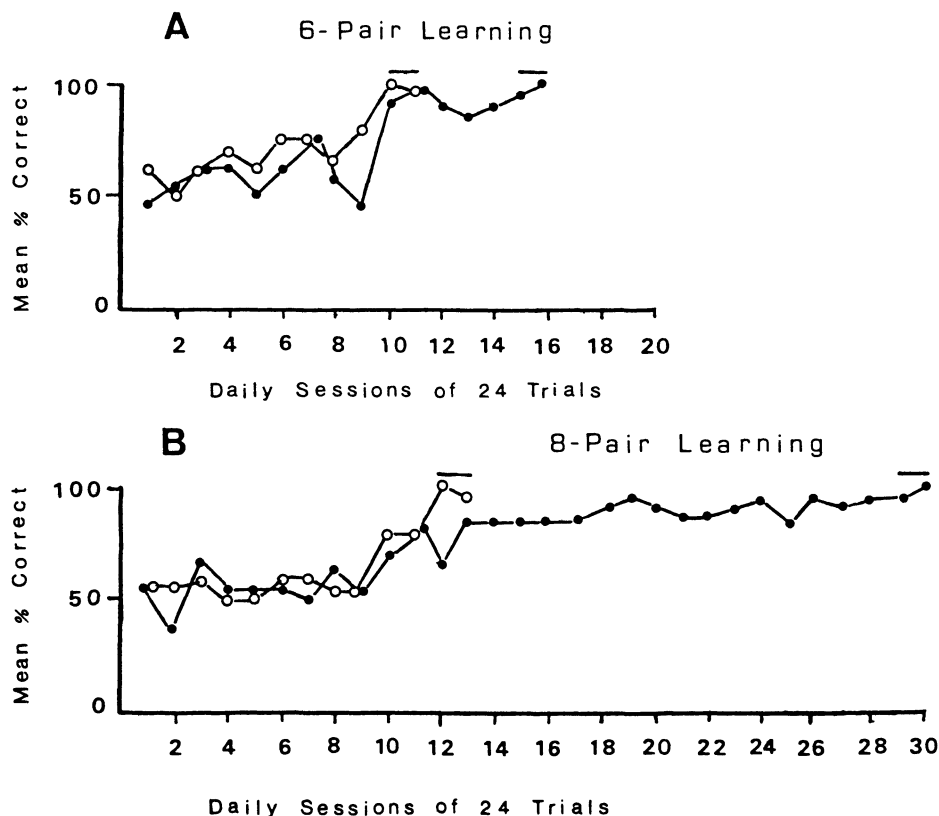 A 6-Pair Learning
100
50
0
Mean % Correct
2 4 6 8 10 12 14 16 18 20
Daily Sessions of 24 Trials
B 8-Pair Learning
100
50
0
Mean % Correct
2 4 6 8 10 12 14 16 18 20 22 24 26 28 30
Daily Sessions of 24 Trials